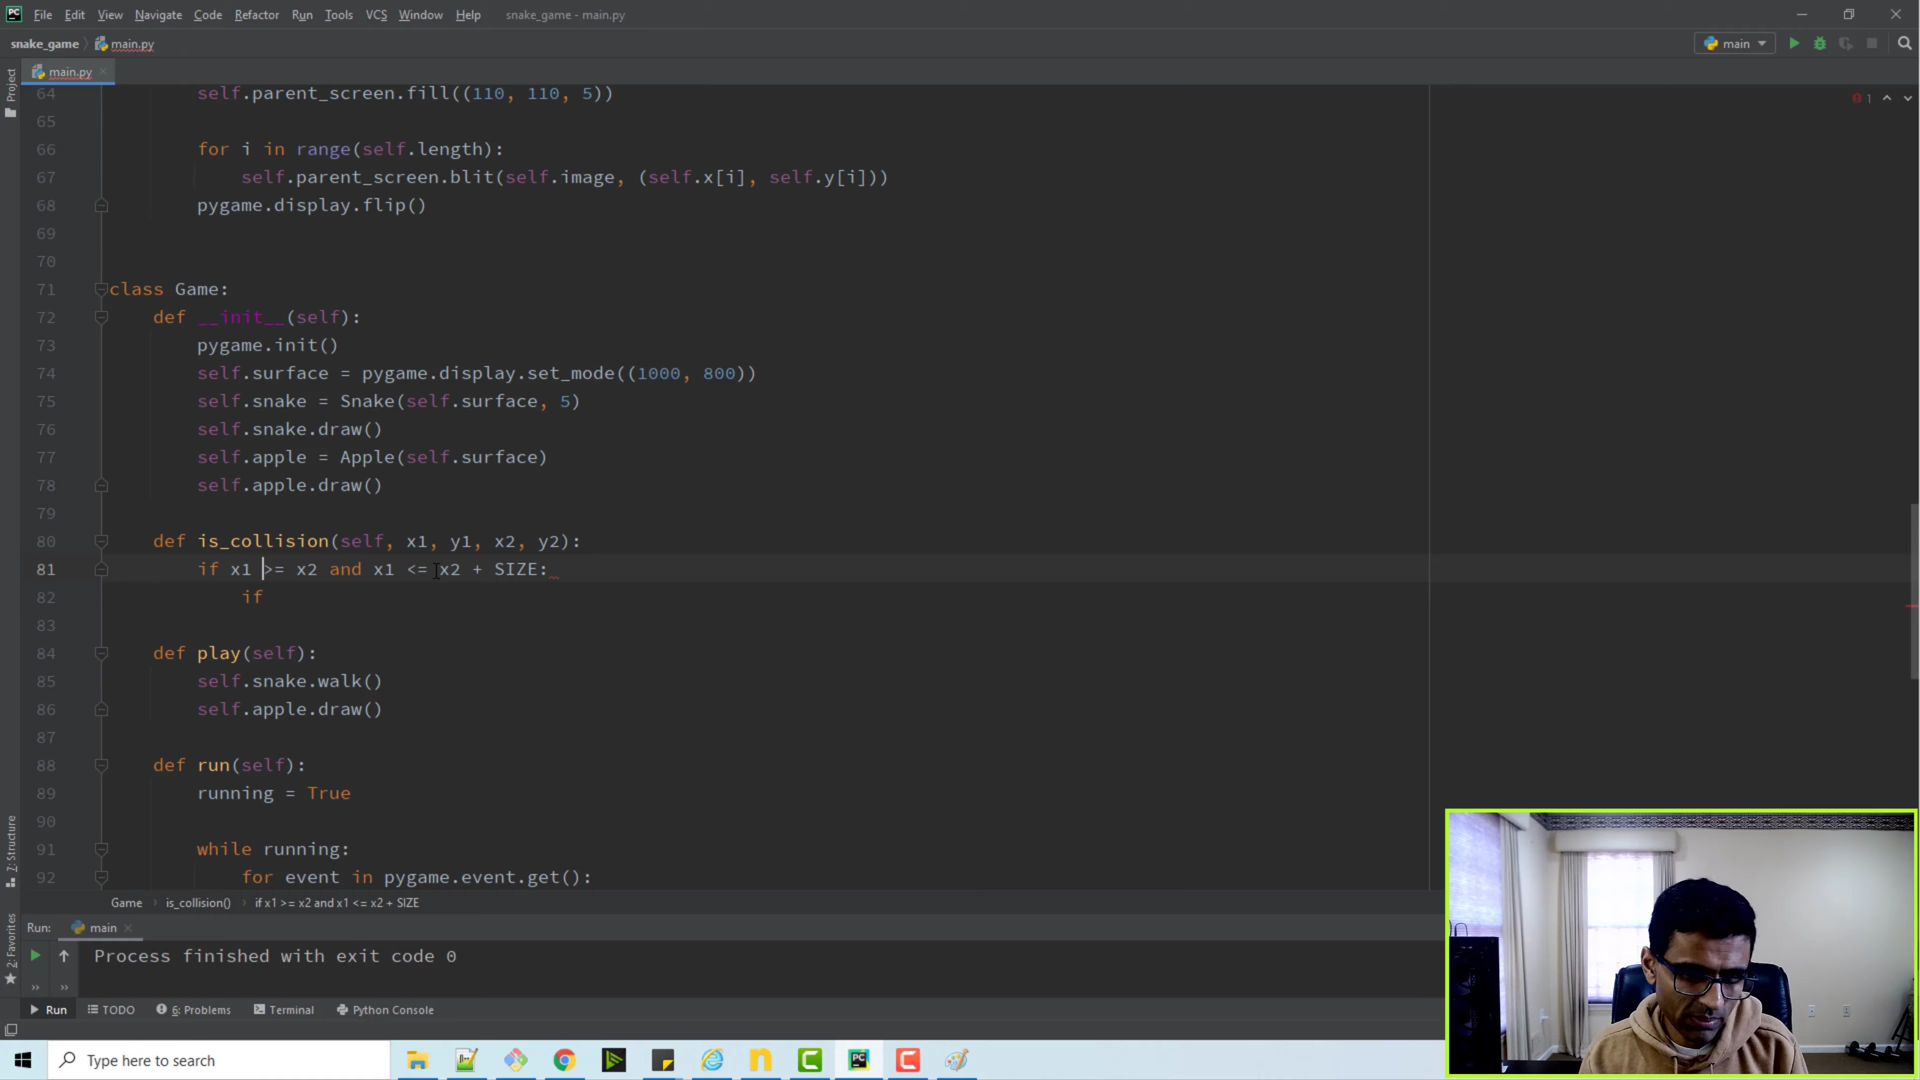 File Edit View Navigate Code Refactor Run Tools VCS Window Help snake_game - main.py
snake_game main.py main
main.py
Project
1
64 self.parent_screen.fill((110, 110, 5))
65
66 for i in range(self.length):
67 self.parent_screen.blit(self.image, (self.x[i], self.y[i]))
68 pygame.display.flip()
69
70
71 class Game:
72 def __init__(self):
73 pygame.init()
74 self.surface = pygame.display.set_mode((1000, 800))
75 self.snake = Snake(self.surface, 5)
76 self.snake.draw()
77 self.apple = Apple(self.surface)
78 self.apple.draw()
79
80 def is_collision(self, x1, y1, x2, y2):
81 if x1 >= x2 and x1 <= x2 + SIZE:
82 if
83
84 def play(self):
85 self.snake.walk()
86 self.apple.draw()
87
88 def run(self):
89 running = True
90
91 while running:
92 for event in pygame.event.get():
Game is_collision() if x1 >= x2 and x1 <= x2 + SIZE
7: Structure
2: Favorites
Run: main
Process finished with exit code 0
Run TODO 6: Problems Terminal Python Console
Type here to search